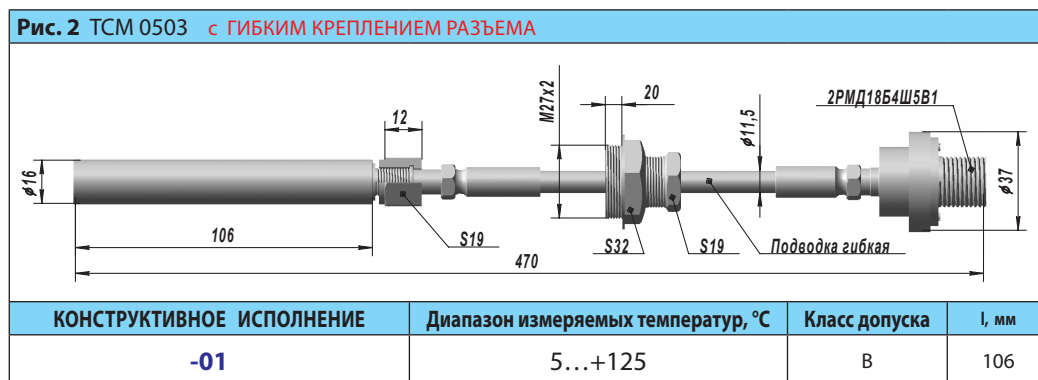 Рис. 2 ТСМ 0503 с ГИБКИМ КРЕПЛЕНИЕМ РАЗЪЕМА
М27х2
20
2РМД18Б4Ш5В1
12
ø11,5
ø16
ø37
106
S19
S32
S19
Подводка гибкая
470
КОНСТРУКТИВНОЕ ИСПОЛНЕНИЕ Диапазон измеряемых температур, °С Класс допуска l, мм
-01 5…+125 В 106